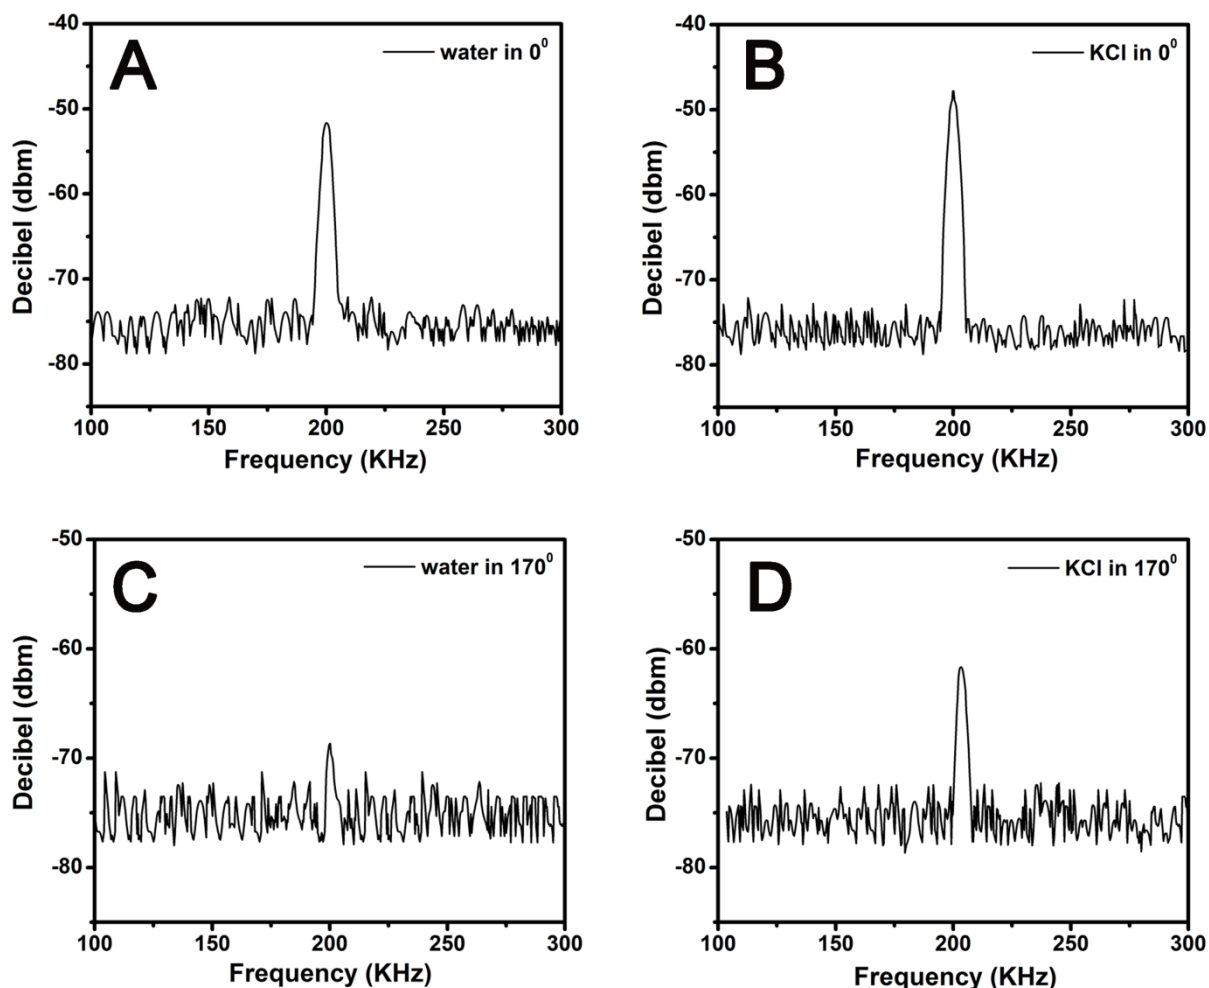 A
water in 0⁰
-40
-50
-60
-70
-80
Decibel (dbm)
100 150 200 250 300
Frequency (KHz)
B
KCl in 0⁰
-40
-50
-60
-70
-80
Decibel (dbm)
100 150 200 250 300
Frequency (KHz)
C
water in 170⁰
-50
-60
-70
-80
Decibel (dbm)
100 150 200 250 300
Frequency (KHz)
D
KCl in 170⁰
-50
-60
-70
-80
Decibel (dbm)
100 150 200 250 300
Frequency (KHz)